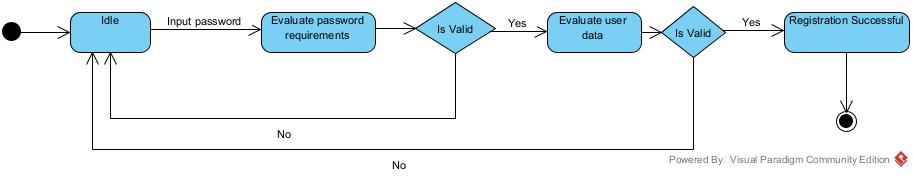 Idle
Input password
Evaluate password
requirements
Is Valid
Yes
Evaluate user
data
Is Valid
Yes
Registration Successful
No
No
Powered By Visual Paradigm Community Edition